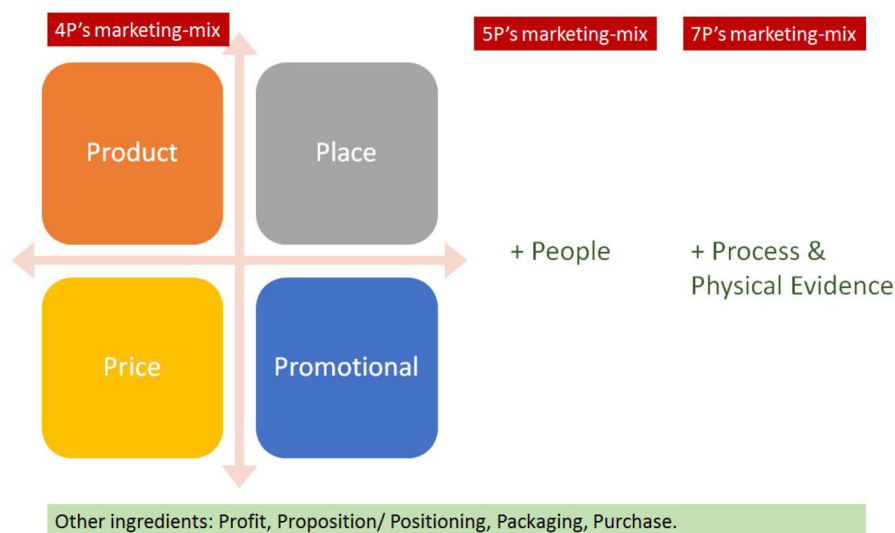 4P's marketing-mix
5P's marketing-mix
7P's marketing-mix
Product
Place
+ People
+ Process &
Physical Evidence
Price
Promotional
Other ingredients: Profit, Proposition/ Positioning, Packaging, Purchase.